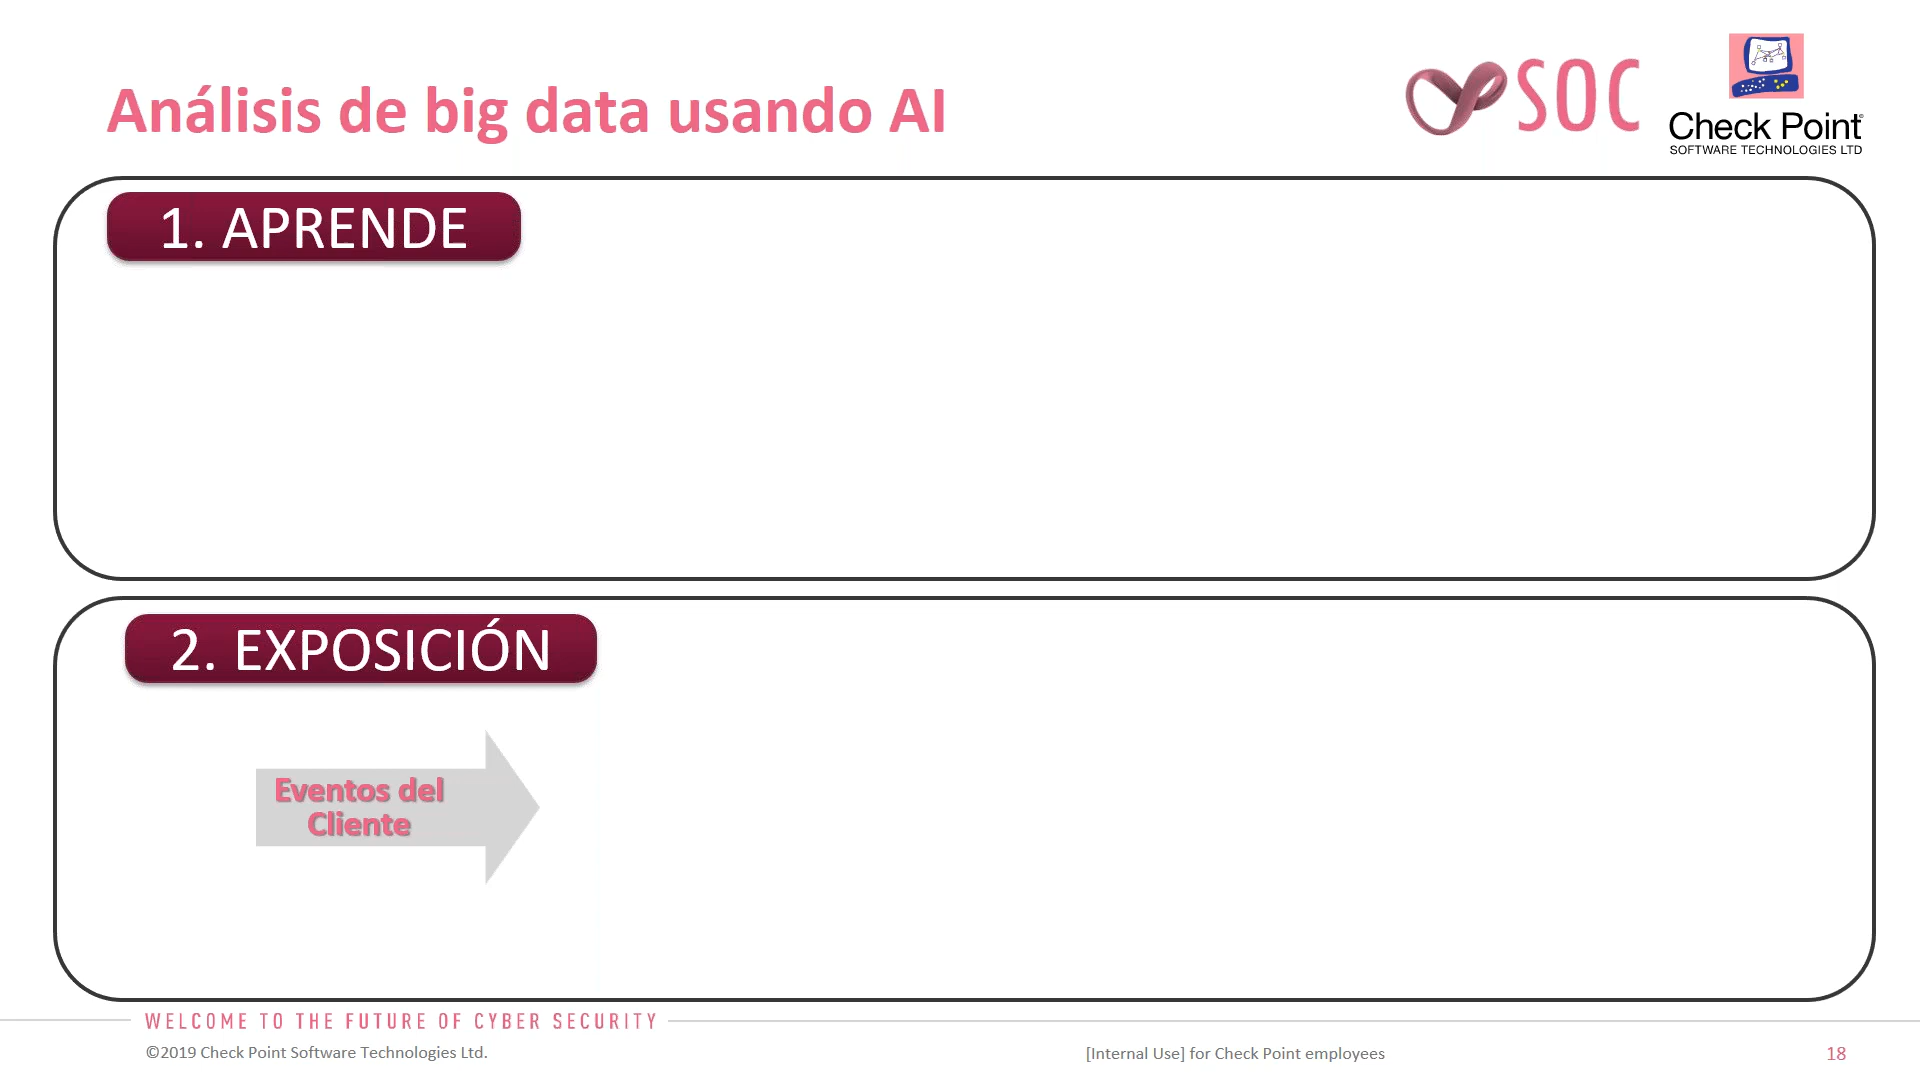 Análisis de big data usando AI
SOC
Check Point
SOFTWARE TECHNOLOGIES LTD
1. APRENDE
2. EXPOSICIÓN
Eventos del
Cliente
WELCOME TO THE FUTURE OF CYBER SECURITY
©2019 Check Point Software Technologies Ltd.
[Internal Use] for Check Point employees
18